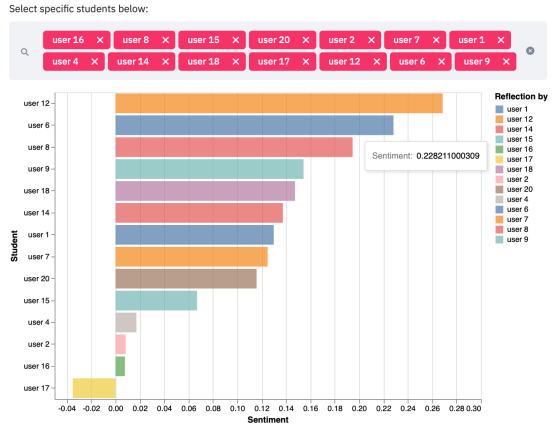 Select specific students below:
user 16 × user 8 × user 15 × user 20 × user 2 × user 7 × user 1 ×
user 4 × user 14 × user 18 × user 17 × user 12 × user 6 × user 9 ×
Reflection by
user 1
user 12
user 14
user 15
user 16
user 17
user 18
user 2
user 20
user 4
user 6
user 7
user 8
user 9
Student
user 12
user 6
user 8
user 9
user 18
user 14
user 1
user 7
user 20
user 15
user 4
user 2
user 16
user 17
Sentiment: 0.228211000309
-0.04 -0.02 0.00 0.02 0.04 0.06 0.08 0.10 0.12 0.14 0.16 0.18 0.20 0.22 0.24 0.26 0.28 0.30
Sentiment